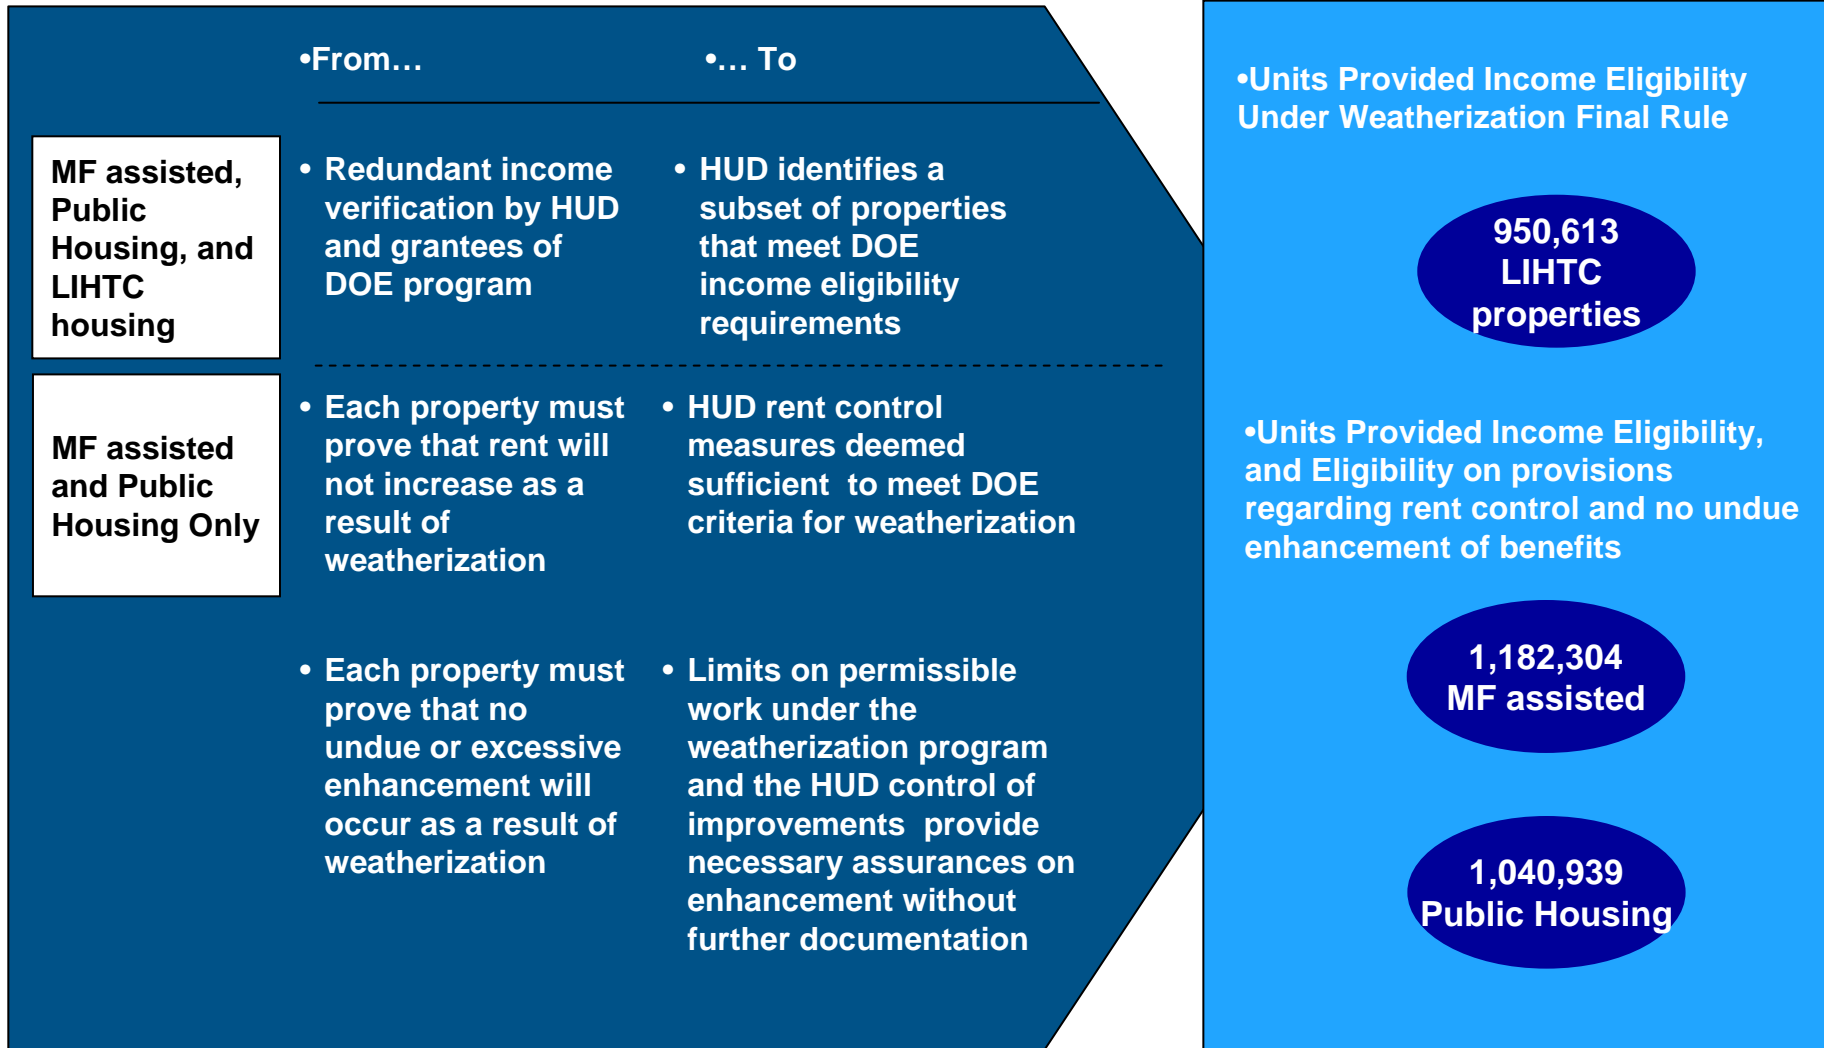 •From…
•… To
MF assisted,
Public
Housing, and
LIHTC
housing
• Redundant income
verification by HUD
and grantees of
DOE program
• HUD identifies a
subset of properties
that meet DOE
income eligibility
requirements
MF assisted
and Public
Housing Only
• Each property must
prove that rent will
not increase as a
result of
weatherization
• HUD rent control
measures deemed
sufficient to meet DOE
criteria for weatherization
• Each property must
prove that no
undue or excessive
enhancement will
occur as a result of
weatherization
• Limits on permissible
work under the
weatherization program
and the HUD control of
improvements provide
necessary assurances on
enhancement without
further documentation
•Units Provided Income Eligibility
Under Weatherization Final Rule
950,613
LIHTC
properties
•Units Provided Income Eligibility,
and Eligibility on provisions
regarding rent control and no undue
enhancement of benefits
1,182,304
MF assisted
1,040,939
Public Housing